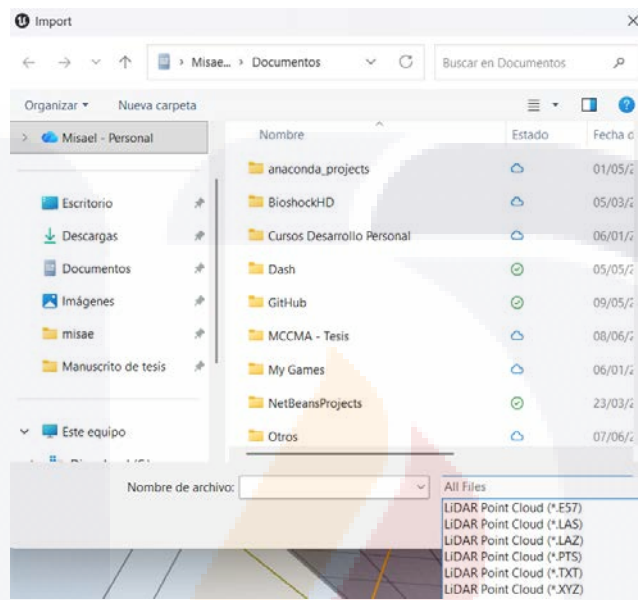 Import
Misae... > Documentos
Buscar en Documentos
Organizar
Nueva carpeta
Misael - Personal
Nombre
Estado
anaconda_projects
01/05/2
Escritorio
BioshockHD
05/03/2
Descargas
Cursos Desarrollo Personal
06/01/2
Documentos
Dash
05/05/2
Imágenes
GitHub
09/05/2
misae
MCCMA - Tesis
08/06/2
Manuscrito de tesis
My Games
06/01/2
NetBeansProjects
23/03/2
Este equipo
Otros
07/06/2
Nombre de archivo:
All Files
LiDAR Point Cloud (*.E57)
LiDAR Point Cloud (*.LAS)
LiDAR Point Cloud (*.LAZ)
LiDAR Point Cloud (*.PTS)
LiDAR Point Cloud (*.TXT)
LiDAR Point Cloud (*.XYZ)